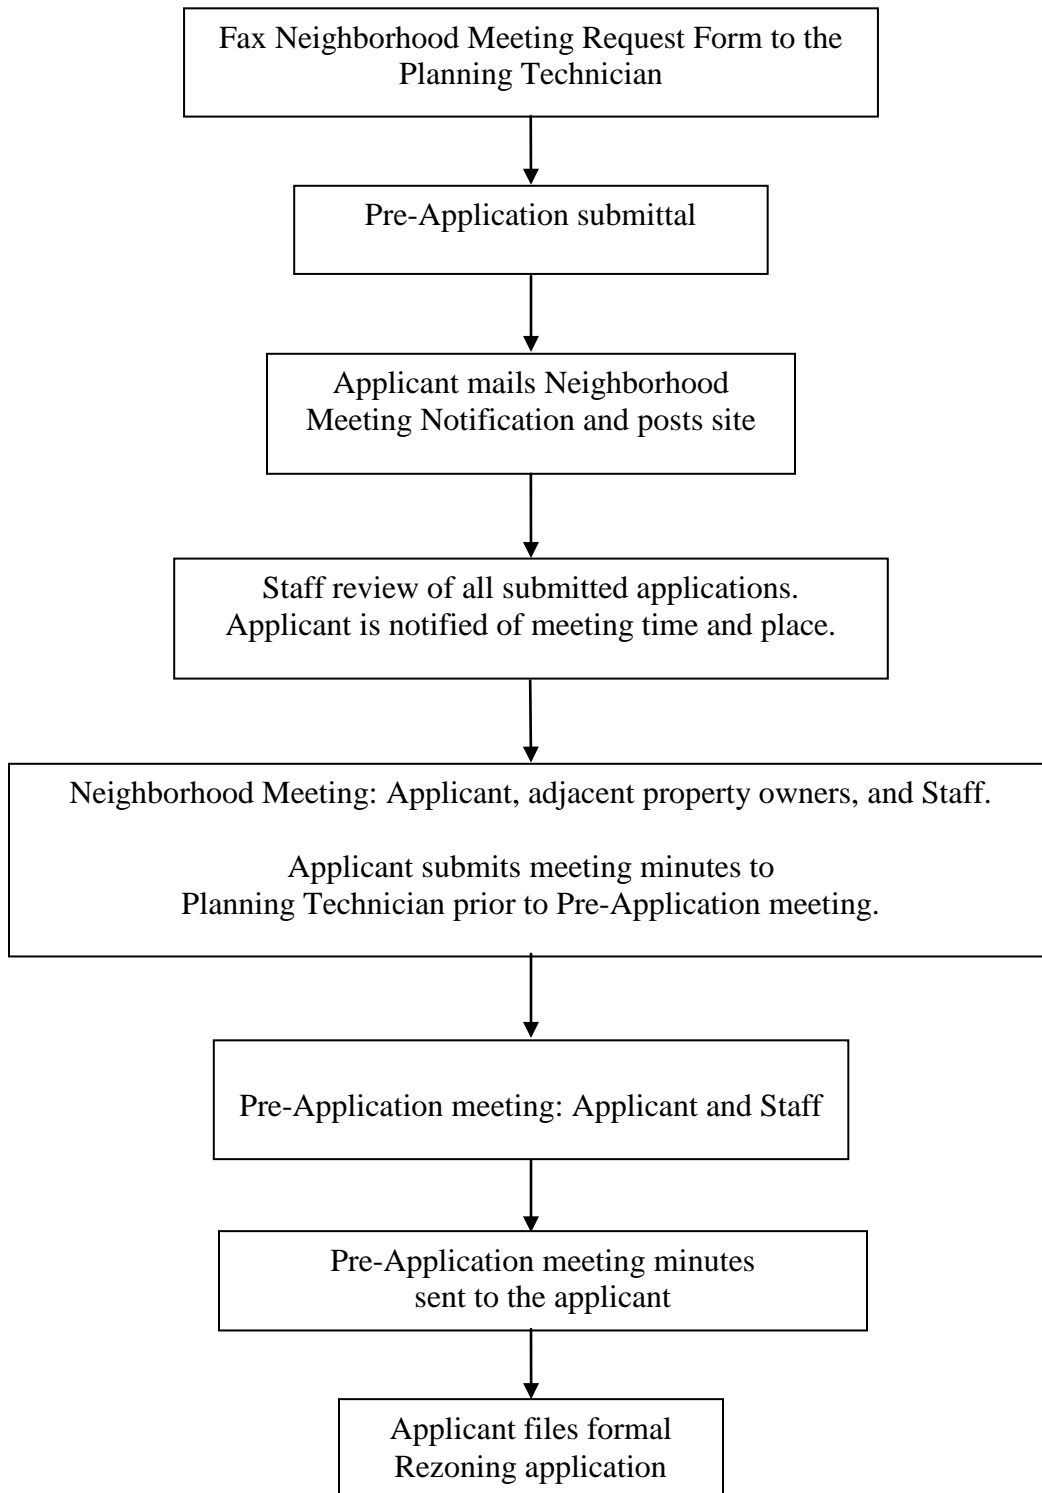 Fax Neighborhood Meeting Request Form to the
Planning Technician
Pre-Application submittal
Applicant mails Neighborhood
Meeting Notification and posts site
Staff review of all submitted applications.
Applicant is notified of meeting time and place.
Neighborhood Meeting: Applicant, adjacent property owners, and Staff.
Applicant submits meeting minutes to
Planning Technician prior to Pre-Application meeting.
Pre-Application meeting: Applicant and Staff
Pre-Application meeting minutes
sent to the applicant
Applicant files formal
Rezoning application